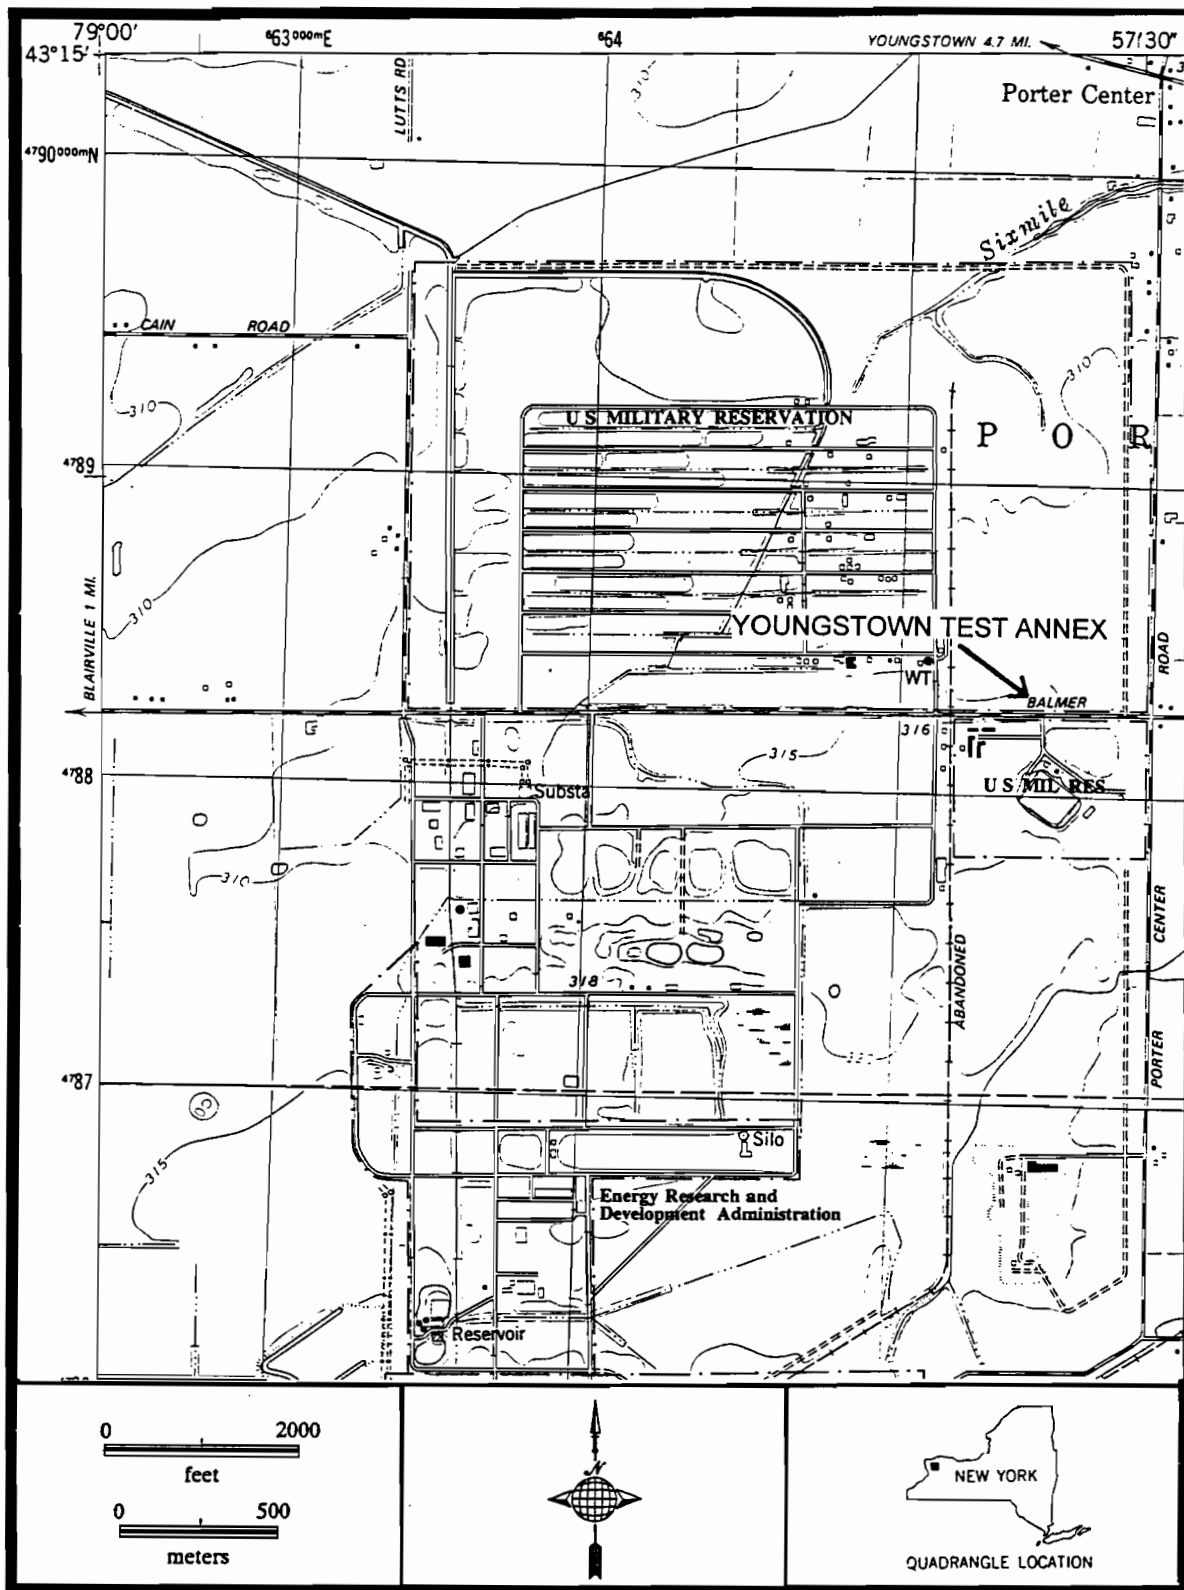 79°00'
⁶63⁰⁰⁰ᵐE
⁶64
YOUNGSTOWN 4.7 MI.
57'30"
43°15'
LUTTS RD
310
Porter Center
⁴⁷90⁰⁰⁰ᵐN
Sixmile
CAIN ROAD
310
310
U S MILITARY RESERVATION
P O R
⁴⁷89
310
BLAIRVILLE 1 MI.
YOUNGSTOWN TEST ANNEX
ROAD
WT
BALMER
316
315
⁴⁷88
Substa
U S MIL RES
310
CENTER
ABANDONED
318
PORTER
⁴⁷87
315
Silo
Energy Research and
Development Administration
Reservoir
0 2000
feet
0 500
meters
N
NEW YORK
QUADRANGLE LOCATION